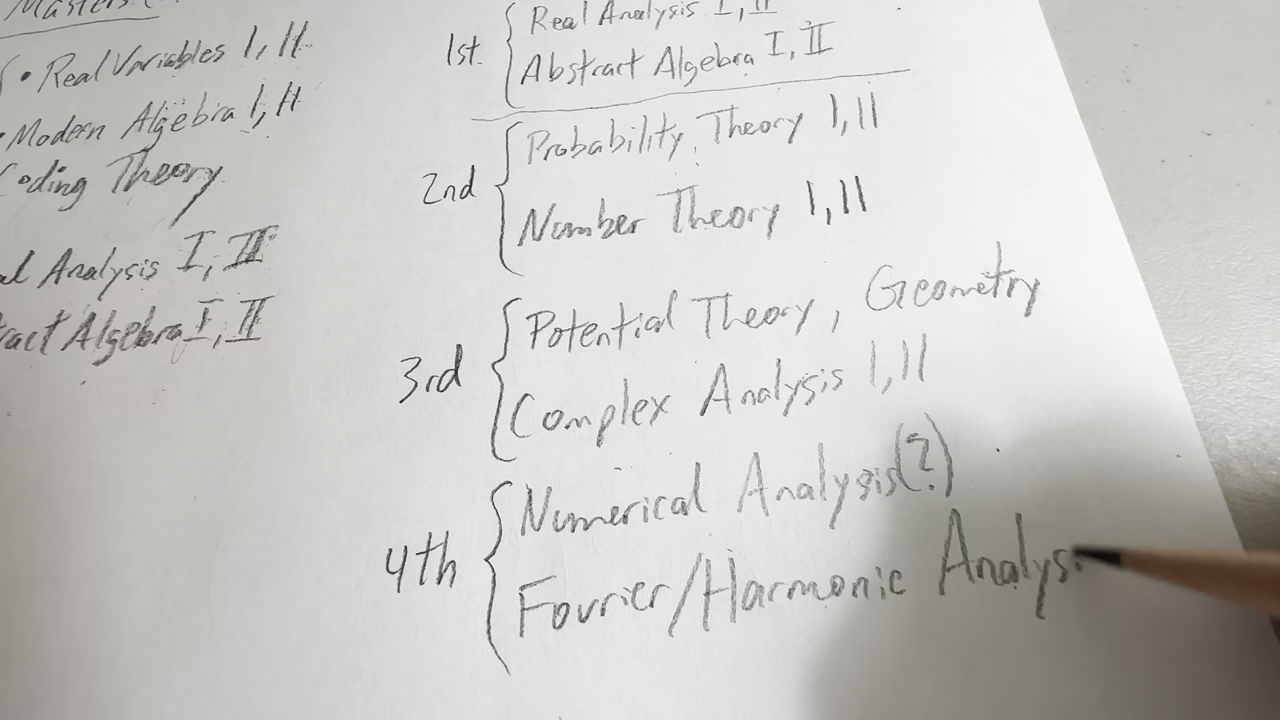 Masters
• Real Variables I, II
• Modern Algebra I, II
Coding Theory
Analysis I, II
Algebra I, II
1st. Real Analysis I, II
Abstract Algebra I, II
2nd Probability Theory I, II
Number Theory I, II
3rd Potential Theory, Geometry
Complex Analysis I, II
4th Numerical Analysis(?)
Fourier/Harmonic Analysi